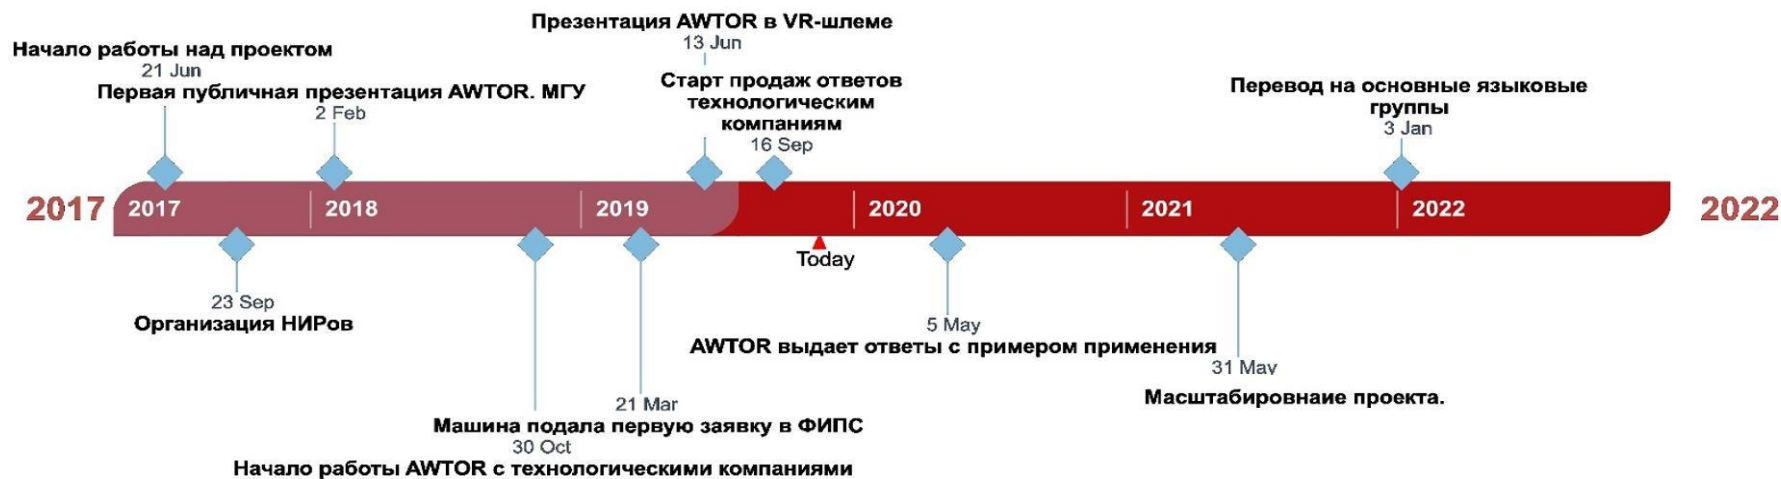 Презентация AWTOR в VR-шлеме
13 Jun
Начало работы над проектом
21 Jun
Первая публичная презентация AWTOR. МГУ
2 Feb
Старт продаж ответов
технологическим
компаниям
16 Sep
Перевод на основные языковые
группы
3 Jan
2017
2017
2018
2019
2020
2021
2022
2022
Today
23 Sep
Организация НИРов
5 May
AWTOR выдает ответы с примером применения
31 May
Масштабировнаие проекта.
21 Mar
Машина подала первую заявку в ФИПС
30 Oct
Начало работы AWTOR с технологическими компаниями